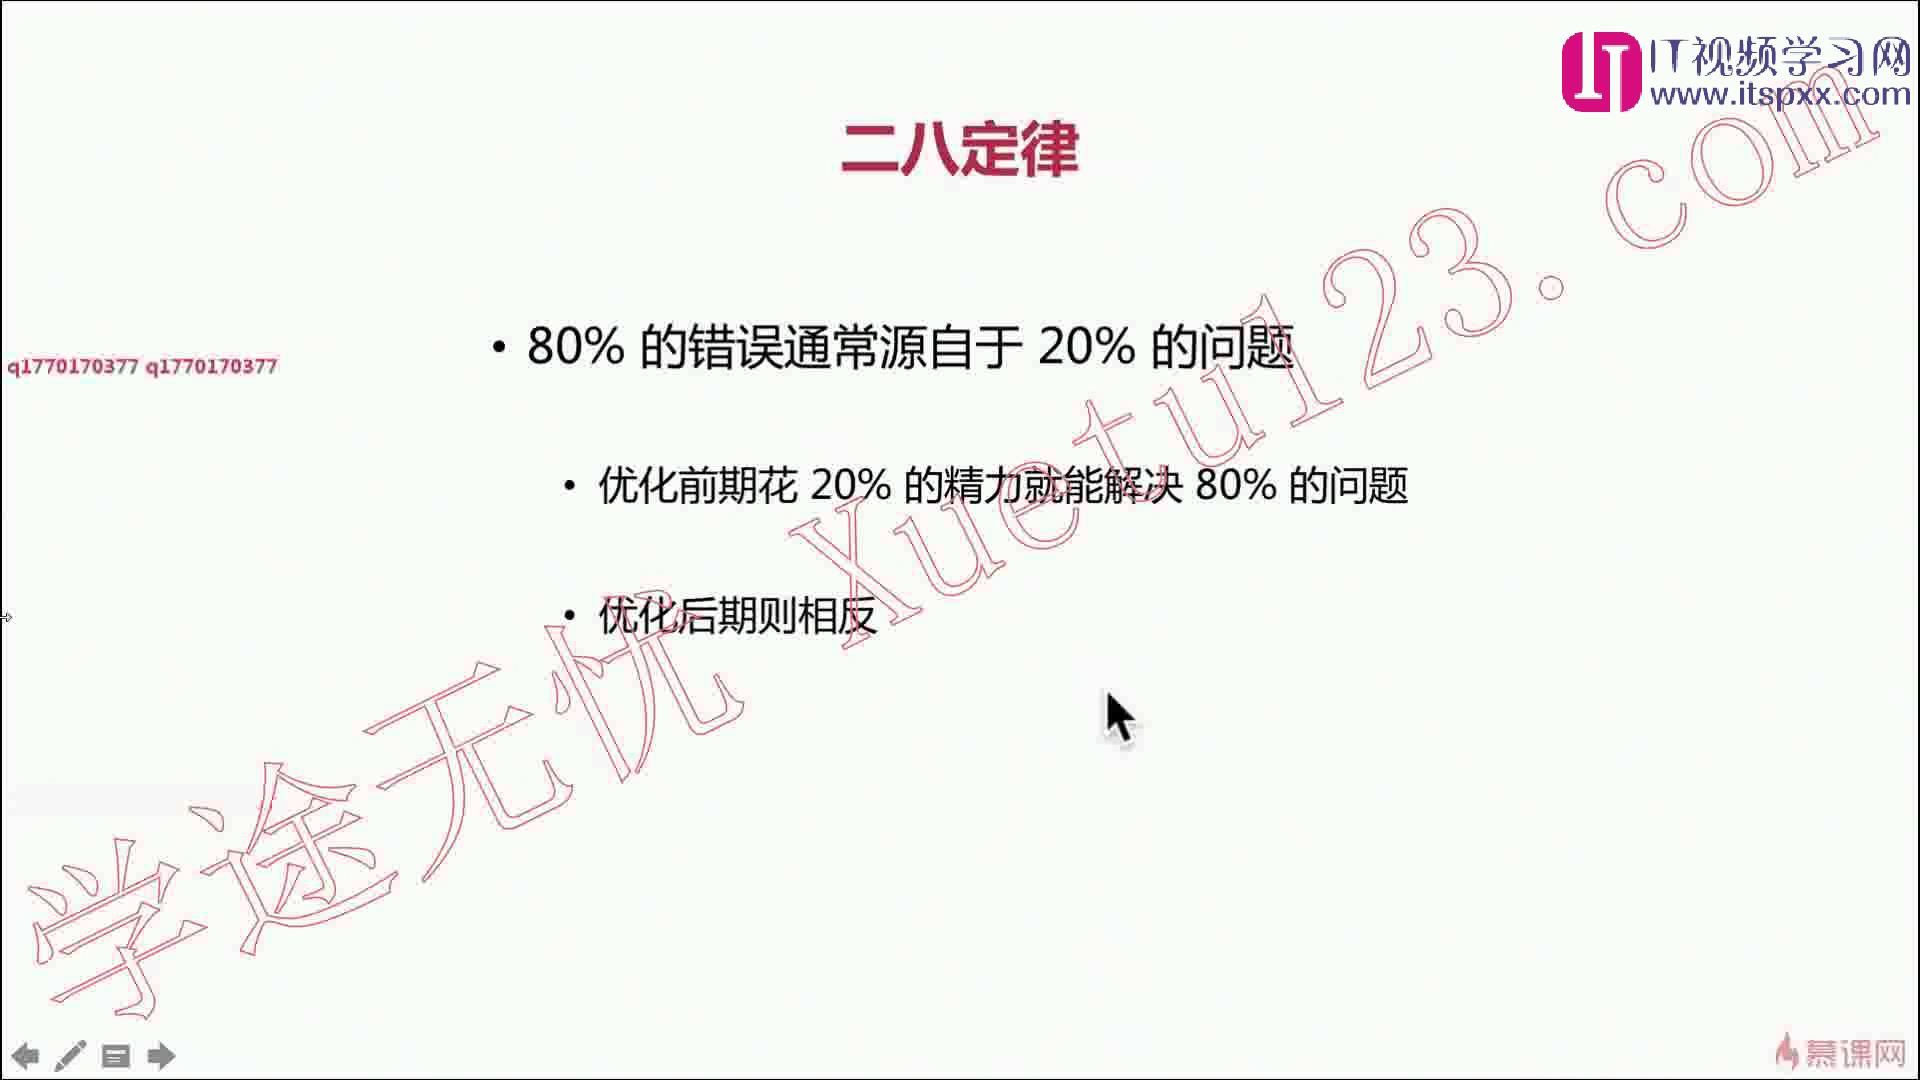 IT视频学习网
www.itspxx.com
二八定律
• 80% 的错误通常源自于 20% 的问题
q1770170377 q1770170377
• 优化前期花 20% 的精力就能解决 80% 的问题
• 优化后期则相反
学途无忧 Xuetu123.com
慕课网